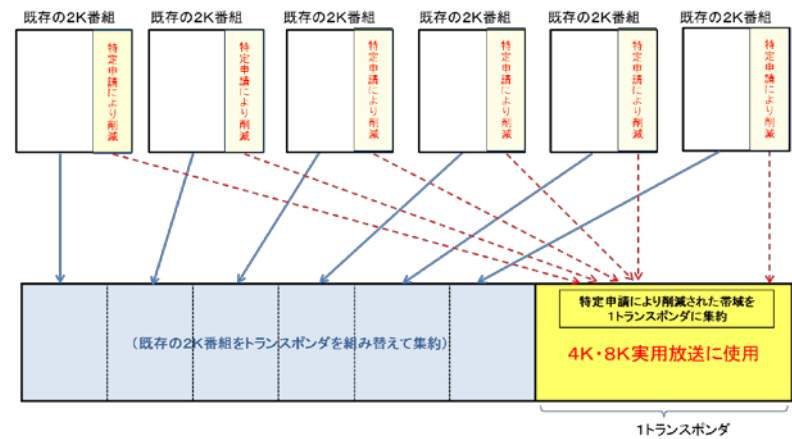 既存の2K番組
既存の2K番組
既存の2K番組
既存の2K番組
既存の2K番組
既存の2K番組
特定申請により削減
特定申請により削減
特定申請により削減
特定申請により削減
特定申請により削減
特定申請により削減
(既存の2K番組をトランスポンダを組み替えて集約)
特定申請により削減された帯域を
1トランスポンダに集約
4K・8K実用放送に使用
1トランスポンダ